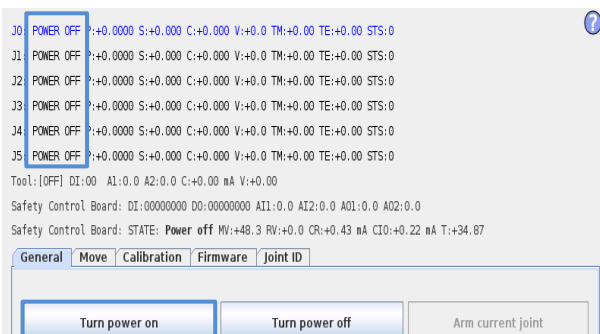 J0: POWER OFF P:+0.0000 S:+0.000 C:+0.000 V:+0.0 TM:+0.00 TE:+0.00 STS:0
?
J1: POWER OFF P:+0.0000 S:+0.000 C:+0.000 V:+0.0 TM:+0.00 TE:+0.00 STS:0
J2: POWER OFF P:+0.0000 S:+0.000 C:+0.000 V:+0.0 TM:+0.00 TE:+0.00 STS:0
J3: POWER OFF P:+0.0000 S:+0.000 C:+0.000 V:+0.0 TM:+0.00 TE:+0.00 STS:0
J4: POWER OFF P:+0.0000 S:+0.000 C:+0.000 V:+0.0 TM:+0.00 TE:+0.00 STS:0
J5: POWER OFF P:+0.0000 S:+0.000 C:+0.000 V:+0.0 TM:+0.00 TE:+0.00 STS:0
Tool:[OFF] DI:00 A1:0.0 A2:0.0 C:+0.00 mA V:+0.00
Safety Control Board: DI:00000000 DO:00000000 AI1:0.0 AI2:0.0 AO1:0.0 AO2:0.0
Safety Control Board: STATE: Power off MV:+48.3 RV:+0.0 CR:+0.43 mA CIO:+0.22 mA T:+34.87
General Move Calibration Firmware Joint ID
Turn power on Turn power off Arm current joint